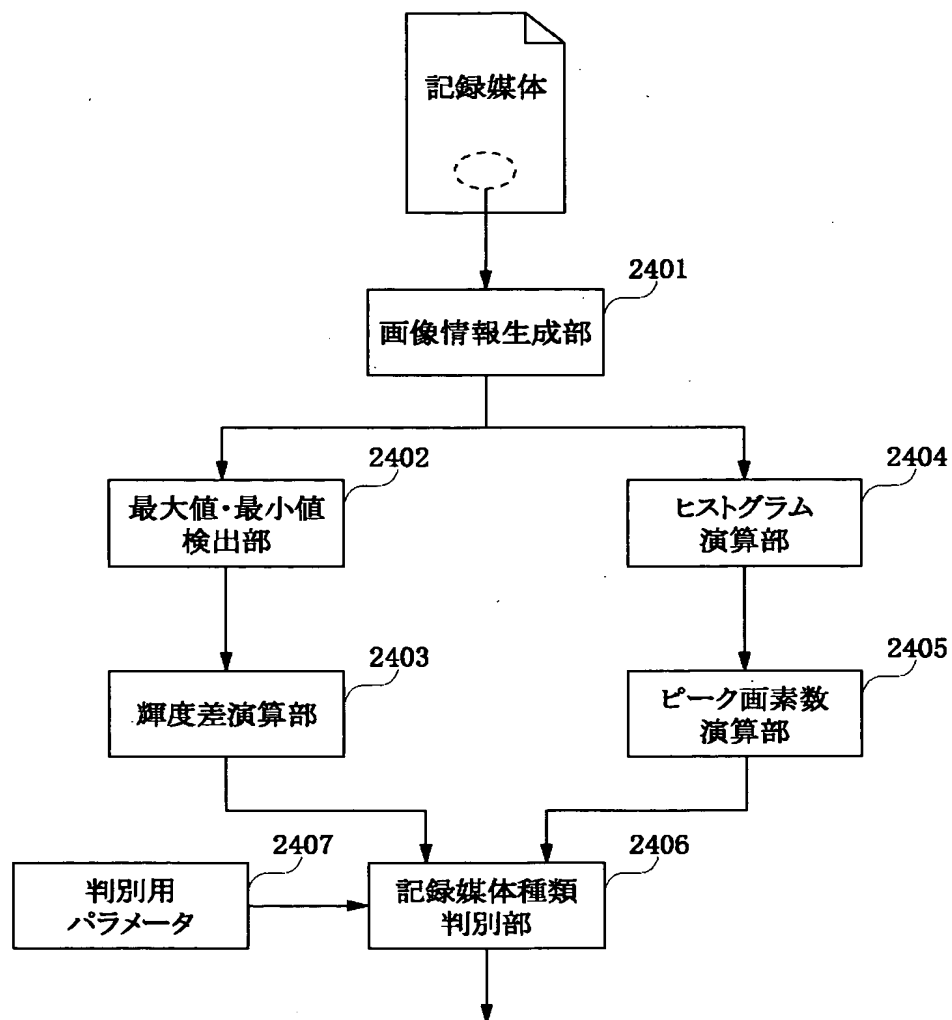 記録媒体
2401
画像情報生成部
2402
最大値・最小値
検出部
2404
ヒストグラム
演算部
2403
輝度差演算部
2405
ピーク画素数
演算部
2407
判別用
パラメータ
2406
記録媒体種類
判別部